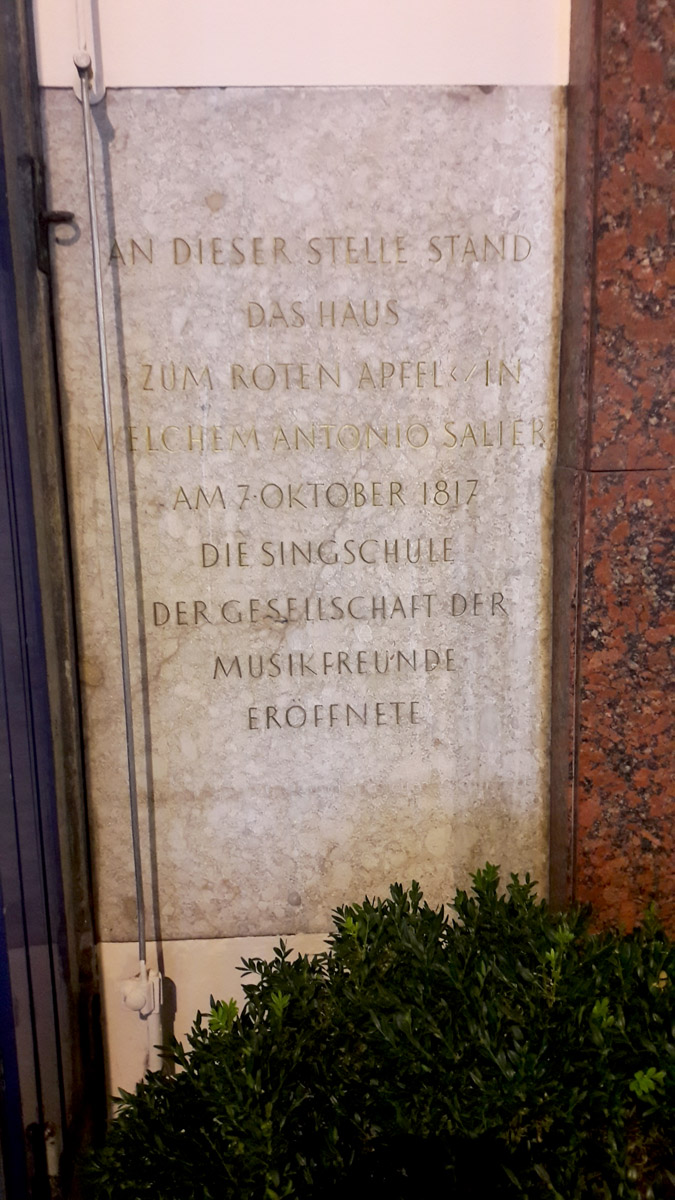 AN DIESER STELLE STAND
DAS HAUS
›ZUM ROTEN APFEL‹ / IN
WELCHEM ANTONIO SALIERI
AM 7·OKTOBER 1817
DIE SINGSCHULE
DER GESELLSCHAFT DER
MUSIKFREUNDE
ERÖFFNETE